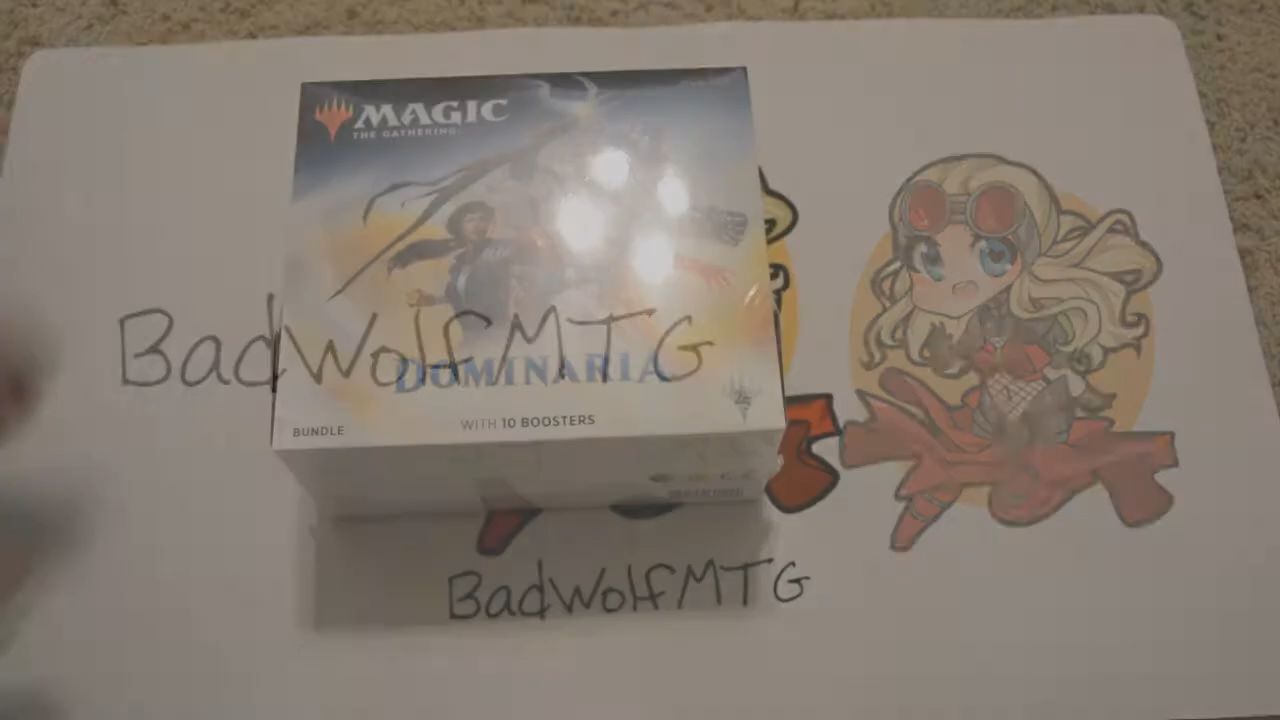 MAGIC
THE GATHERING
BadWolfMTG
DOMINARIA
WITH 10 BOOSTERS
BUNDLE
BadWolfMTG